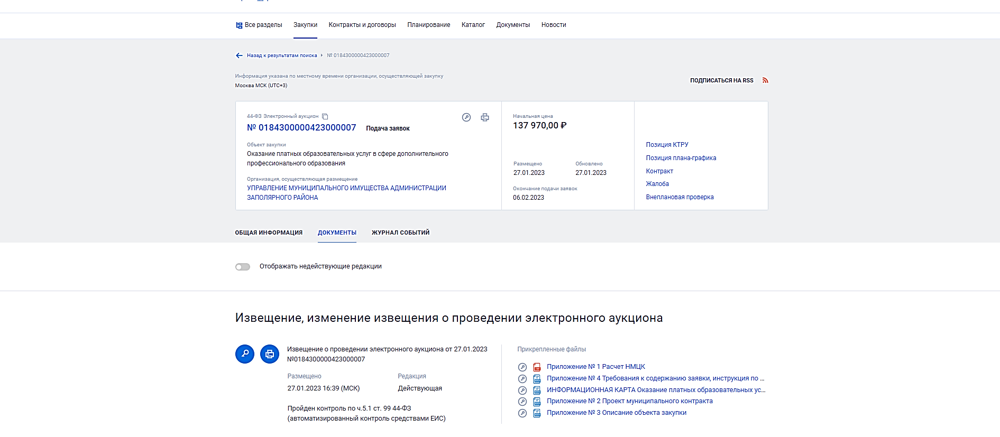 Все разделы Закупки Контракты и договоры Планирование Каталог Документы Новости
Назад к результатам поиска № 0184300000423000007
Информация указана по местному времени организации, осуществляющей закупку
Москва МСК (UTC+3)
ПОДПИСАТЬСЯ НА RSS
44-ФЗ Электронный аукцион
№ 0184300000423000007 Подача заявок
Объект закупки
Оказание платных образовательных услуг в сфере дополнительного
профессионального образования
Организация, осуществляющая размещение
УПРАВЛЕНИЕ МУНИЦИПАЛЬНОГО ИМУЩЕСТВА АДМИНИСТРАЦИИ
ЗАПОЛЯРНОГО РАЙОНА
Начальная цена
137 970,00 ₽
Размещено Обновлено
27.01.2023 27.01.2023
Окончание подачи заявок
06.02.2023
Позиция КТРУ
Позиция плана-графика
Контракт
Жалоба
Внеплановая проверка
ОБЩАЯ ИНФОРМАЦИЯ ДОКУМЕНТЫ ЖУРНАЛ СОБЫТИЙ
Отображать недействующие редакции
Извещение, изменение извещения о проведении электронного аукциона
Извещение о проведении электронного аукциона от 27.01.2023
№0184300000423000007
Размещено Редакция
27.01.2023 16:39 (МСК) Действующая
Пройден контроль по ч.5.1 ст. 99 44-ФЗ
(автоматизированный контроль средствами ЕИС)
Прикрепленные файлы
Приложение № 1 Расчет НМЦК
Приложение № 4 Требования к содержанию заявки, инструкция по ...
ИНФОРМАЦИОННАЯ КАРТА Оказание платных образовательных ус...
Приложение № 2 Проект муниципального контракта
Приложение № 3 Описание объекта закупки